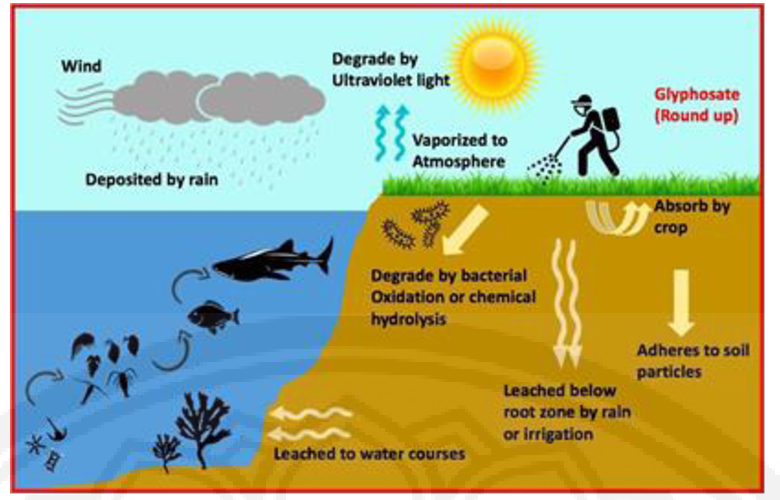 Wind
Deposited by rain
Degrade by
Ultraviolet light
Vaporized to
Atmosphere
Glyphosate
(Round up)
Absorb by
crop
Degrade by bacterial
Oxidation or chemical
hydrolysis
Adheres to soil
particles
Leached below
root zone by rain
or irrigation
Leached to water courses